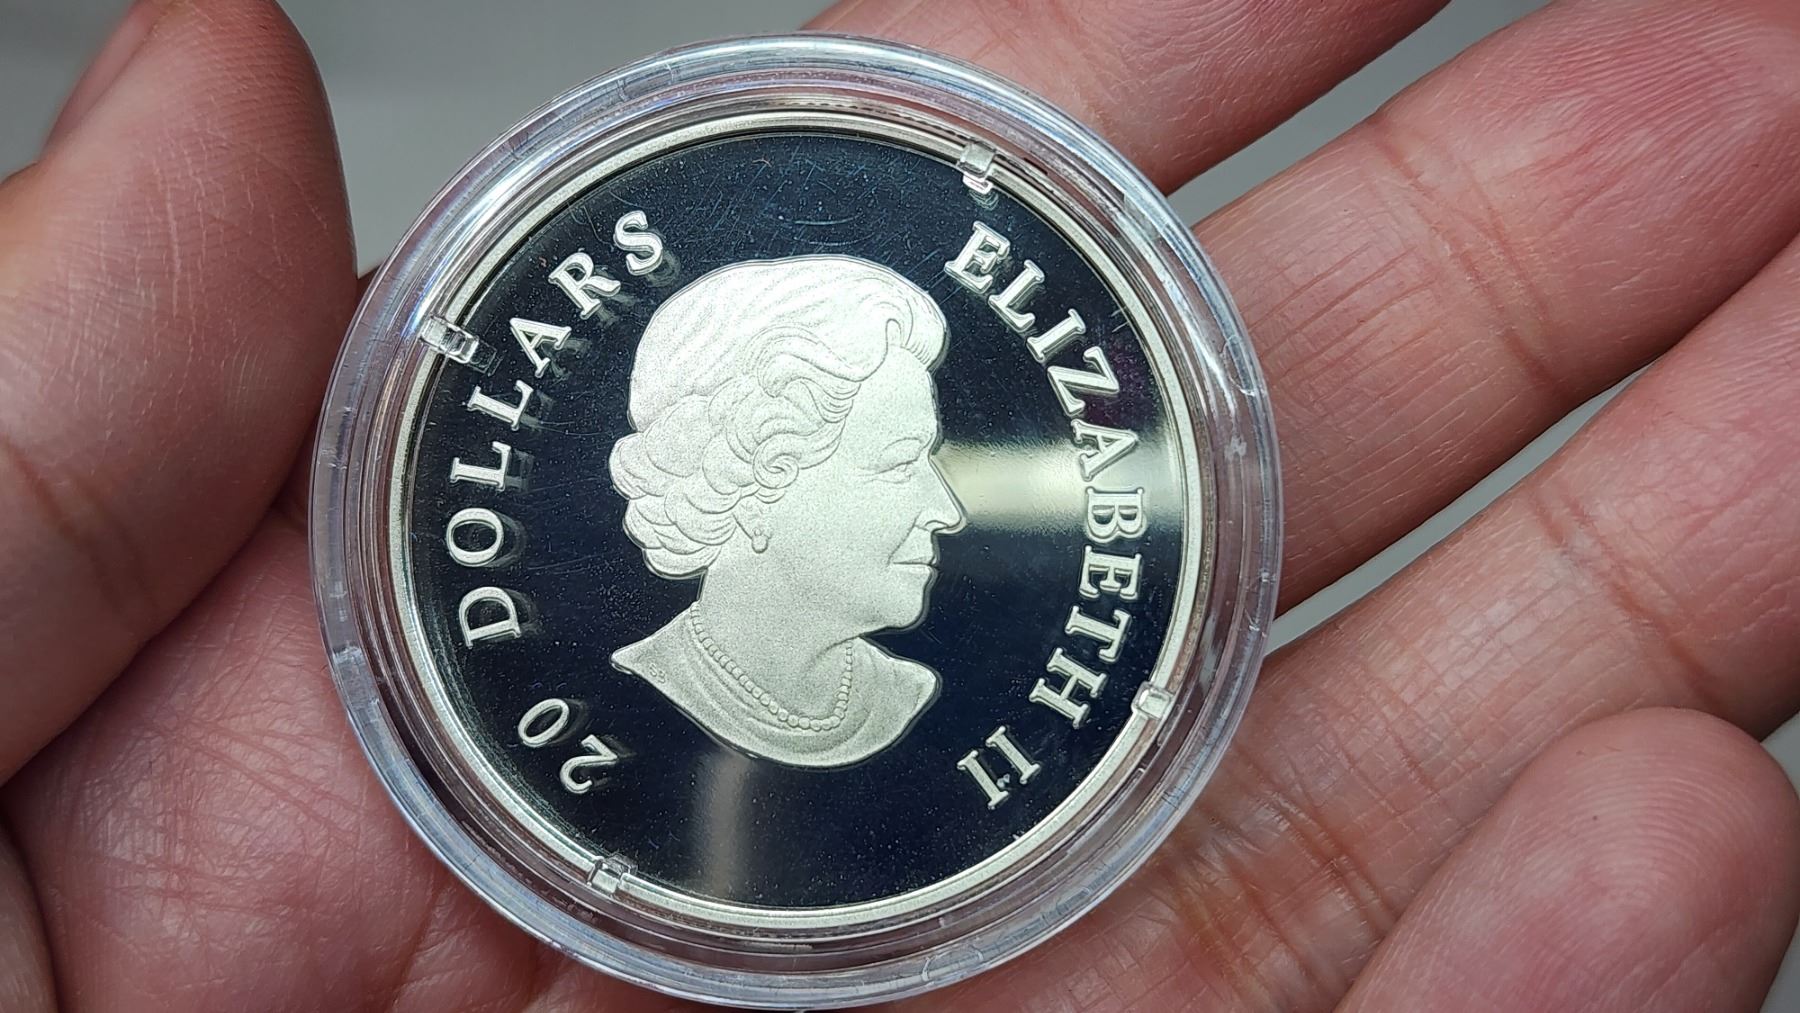 20 DOLLARS
ELIZABETH II